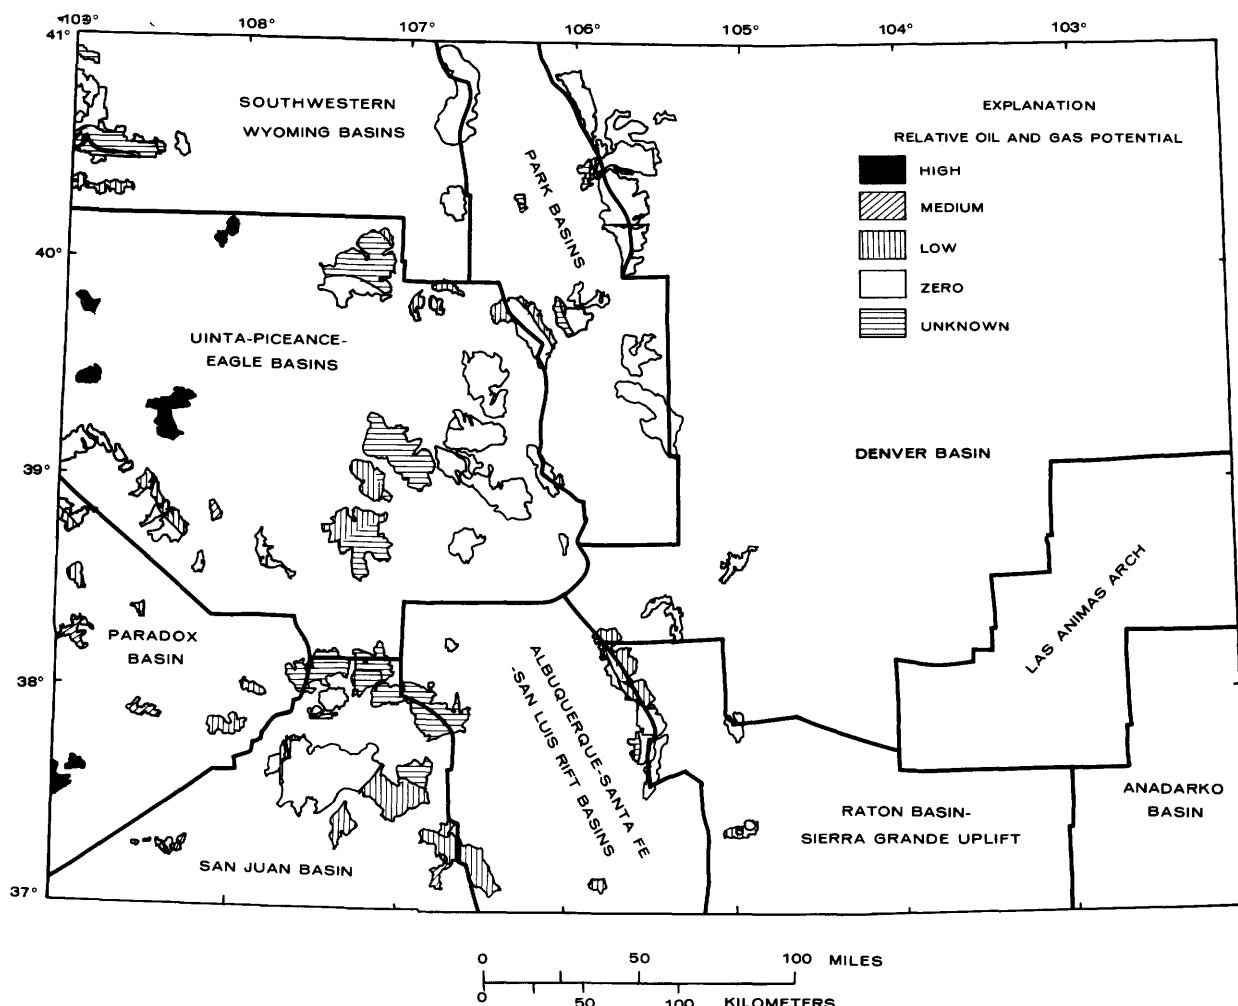 109° 108° 107° 106° 105° 104° 103°
41°
SOUTHWESTERN
WYOMING BASINS
EXPLANATION
RELATIVE OIL AND GAS POTENTIAL
HIGH
MEDIUM
LOW
ZERO
UNKNOWN
PARK BASINS
40°
UINTA-PICEANCE-
EAGLE BASINS
39°
DENVER BASIN
LAS ANIMAS ARCH
PARADOX
BASIN
38°
ALBUQUERQUE-SANTA FE
-SAN LUIS RIFT BASINS
ANADARKO
BASIN
RATON BASIN-
SIERRA GRANDE UPLIFT
SAN JUAN BASIN
37°
0 50 100 MILES
0 50 100 KILOMETERS